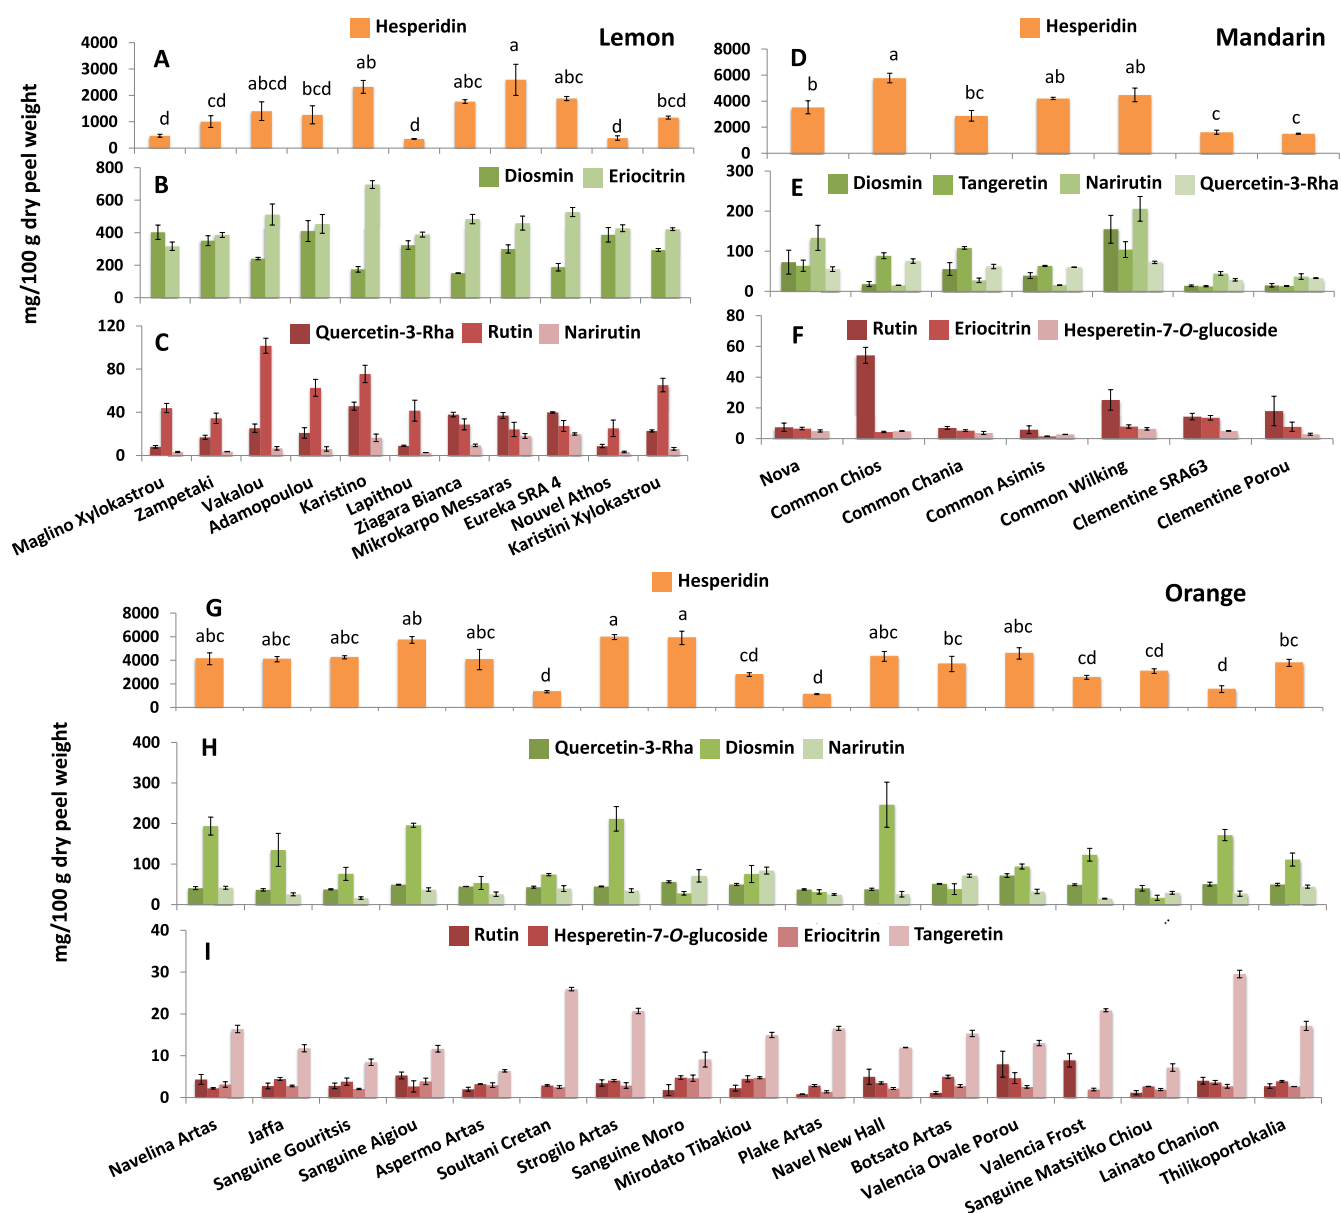 Hesperidin
Lemon
A
4000
3000
2000
1000
0
d cd abcd bcd ab d abc a abc d bcd
B
Diosmin Eriocitrin
800
600
400
200
0
C
Quercetin-3-Rha Rutin Narirutin
120
80
40
0
Maglino Xylokastrou
Zampetaki
Vakalou
Adamopoulou
Karistino
Lapithou
Ziagara Bianca
Mikrokarpo Messaras
Eureka SRA 4
Nouvel Athos
Karistini Xylokastrou
mg/100 g dry peel weight
Hesperidin
Mandarin
D
8000
6000
4000
2000
0
b a bc ab ab c c
E
Diosmin Tangeretin Narirutin Quercetin-3-Rha
300
200
100
0
F
Rutin Eriocitrin Hesperetin-7-O-glucoside
60
40
20
0
Nova
Common Chios
Common Chania
Common Asimis
Common Wilking
Clementine SRA63
Clementine Porou
Hesperidin
Orange
G
8000
6000
4000
2000
0
abc abc abc ab abc d a a cd d abc bc abc cd cd d bc
H
Quercetin-3-Rha Diosmin Narirutin
400
300
200
100
0
I
Rutin Hesperetin-7-O-glucoside Eriocitrin Tangeretin
40
30
20
10
0
Navelina Artas
Jaffa
Sanguine Gouritsis
Sanguine Aigiou
Aspermo Artas
Soultani Cretan
Strogilo Artas
Sanguine Moro
Mirodato Tibakiou
Plake Artas
Navel New Hall
Botsato Artas
Valencia Ovale Porou
Valencia Frost
Sanguine Matsitiko Chiou
Lainato Chanion
Thilikoportokalia
mg/100 g dry peel weight